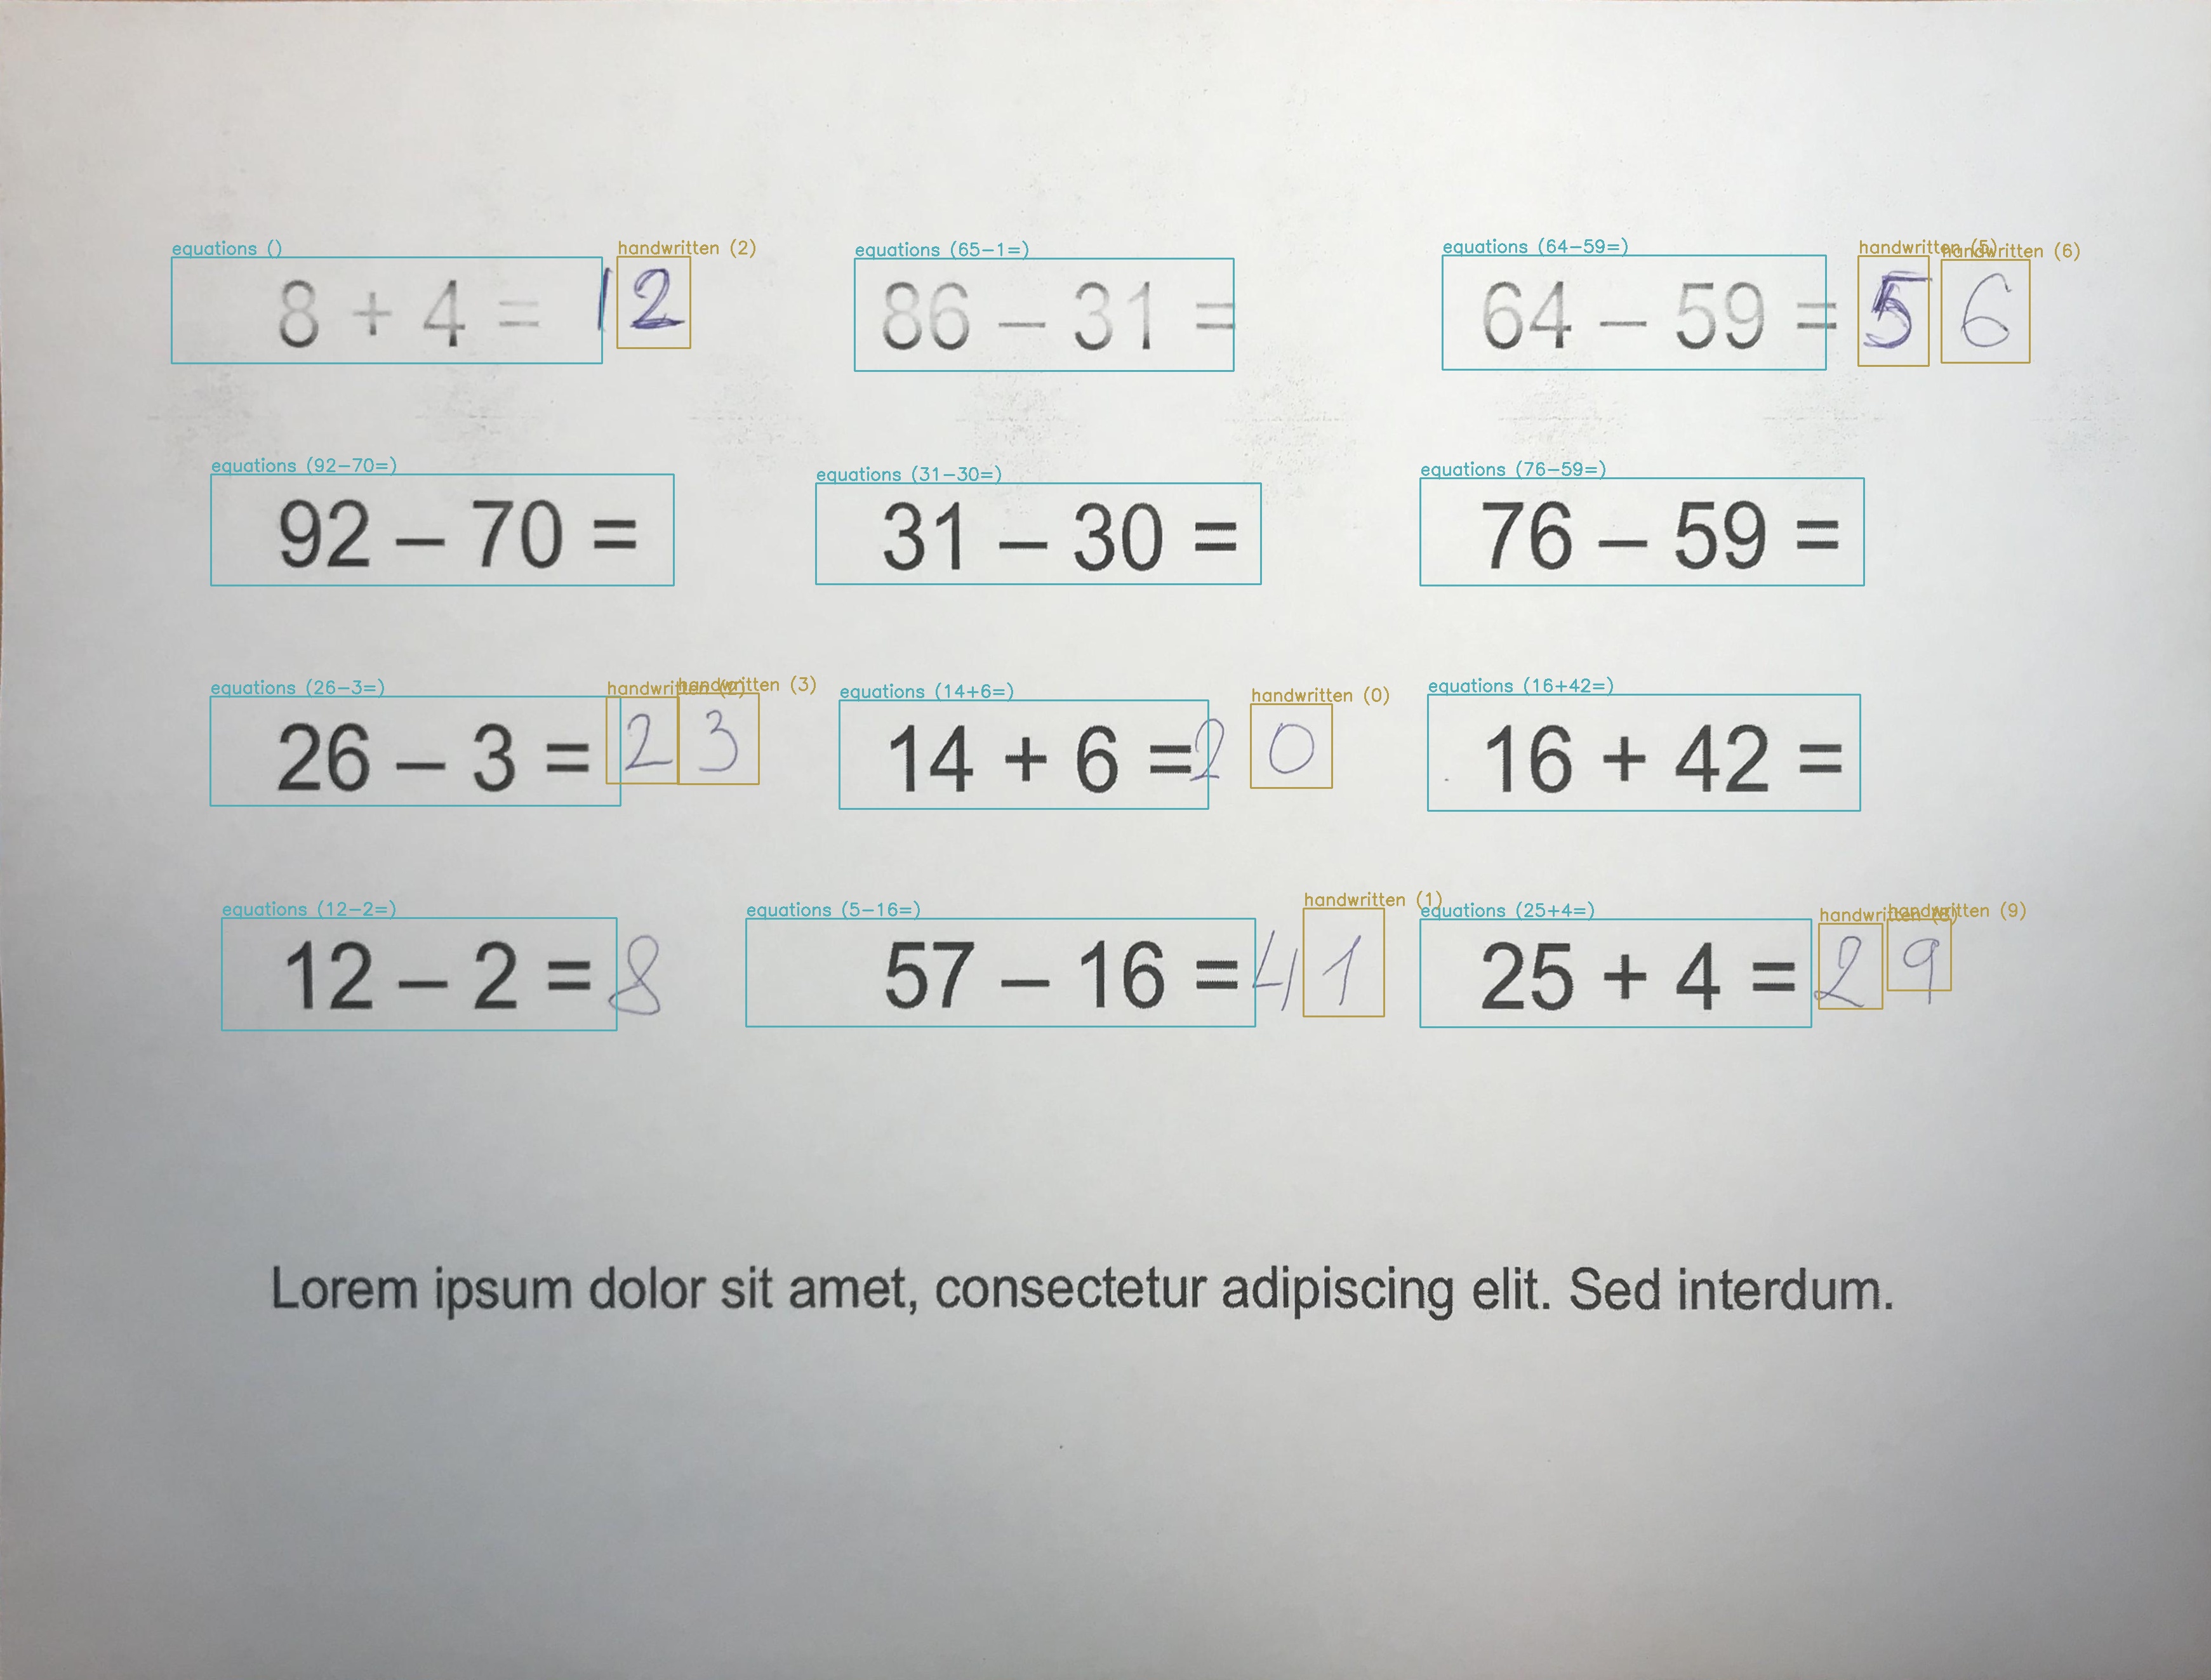 equations () handwritten (2) equations (65-1=) equations (64-59=) handwritten (5) handwritten (6)
8 + 4 = 12 86 – 31 = 64 – 59 = 5 6
equations (92-70=) equations (31-30=) equations (76-59=)
92 – 70 = 31 – 30 = 76 – 59 =
equations (26-3=) handwritten (2) handwritten (3) equations (14+6=) handwritten (0) equations (16+42=)
26 – 3 = 23 14 + 6 = 20 16 + 42 =
equations (12-2=) equations (5-16=) handwritten (1) equations (25+4=) handwritten (9)
12 – 2 = 8 57 – 16 = 41 25 + 4 = 29
Lorem ipsum dolor sit amet, consectetur adipiscing elit. Sed interdum.